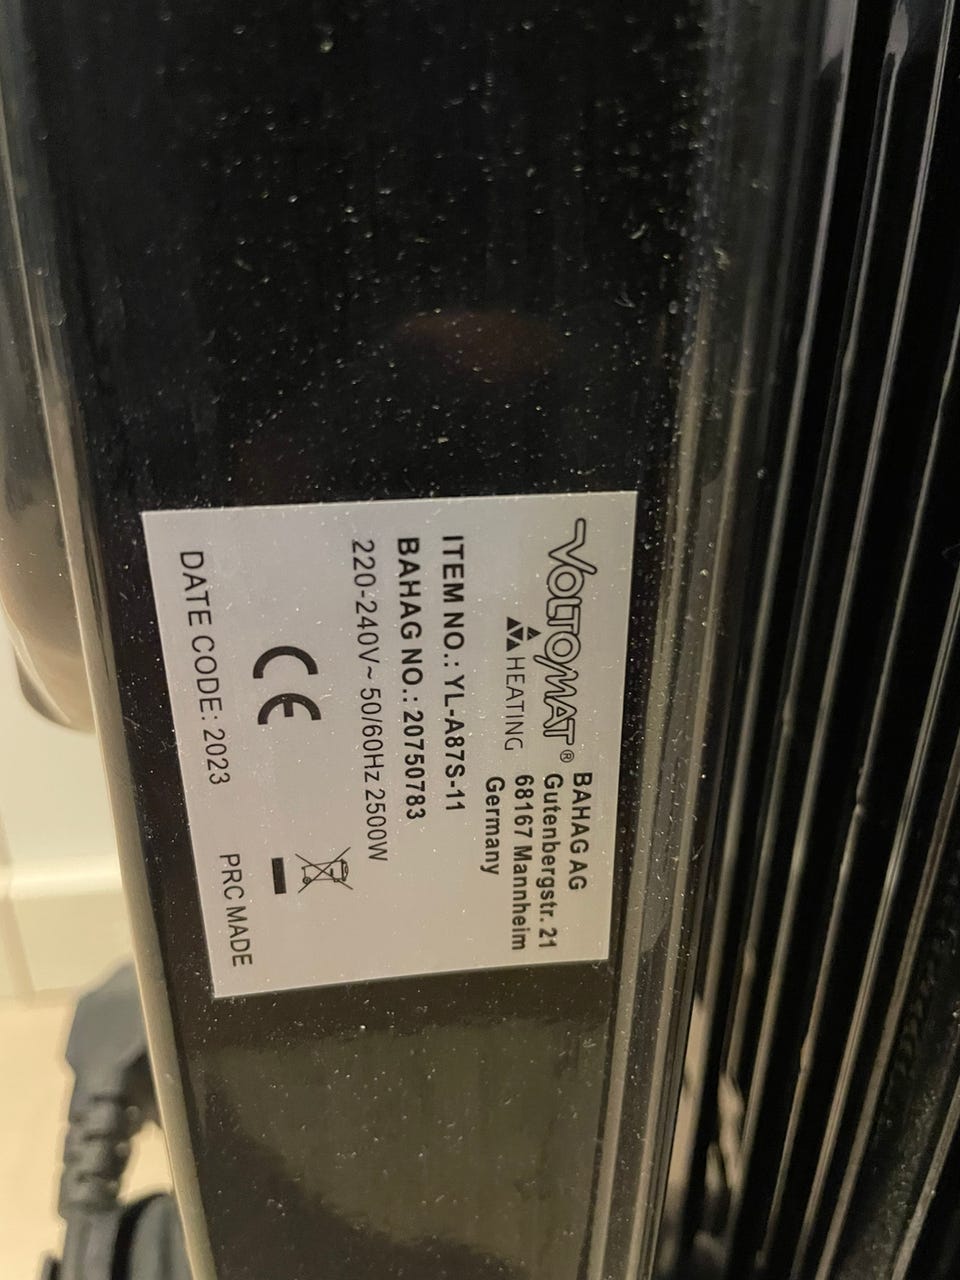 VOLTOMAT®
HEATING
BAHAG AG
Gutenbergstr. 21
68167 Mannheim
Germany
ITEM NO.: YL-A87S-11
BAHAG NO.: 20750783
220-240V~ 50/60Hz 2500W
CE
DATE CODE: 2023
PRC MADE